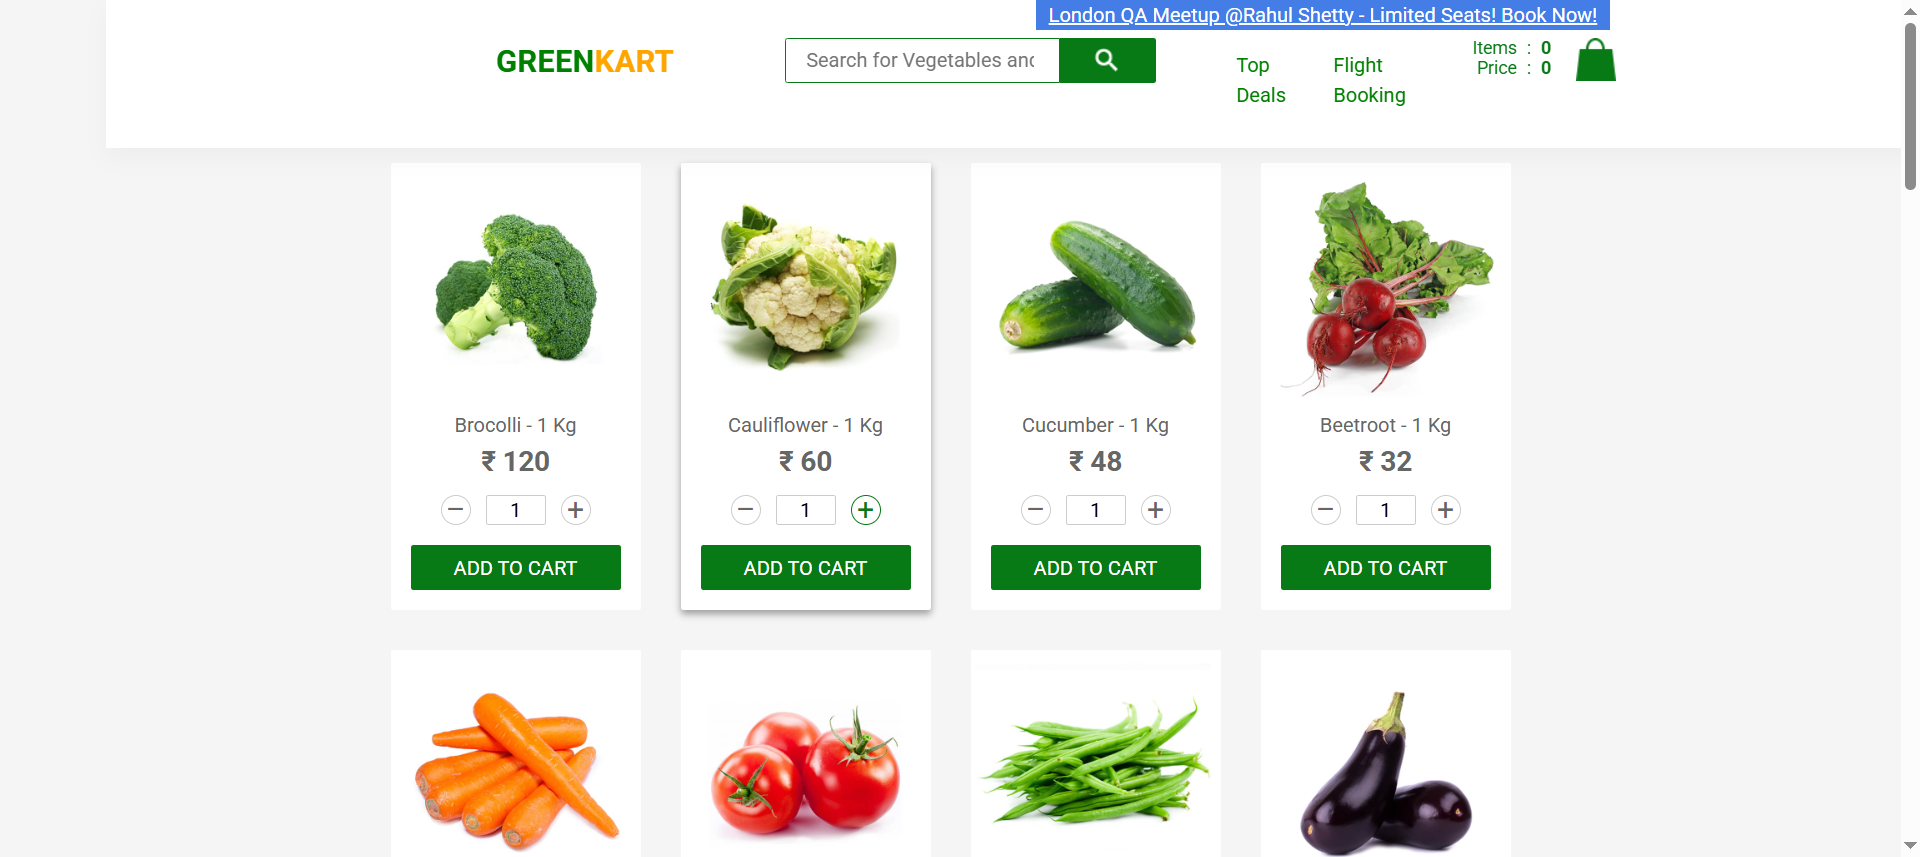 London QA Meetup @Rahul Shetty - Limited Seats! Book Now!
GREENKART
Search for Vegetables and
Top Deals
Flight Booking
Items : 0
Price : 0
Brocolli - 1 Kg
₹ 120
− 1 +
ADD TO CART
Cauliflower - 1 Kg
₹ 60
− 1 +
ADD TO CART
Cucumber - 1 Kg
₹ 48
− 1 +
ADD TO CART
Beetroot - 1 Kg
₹ 32
− 1 +
ADD TO CART